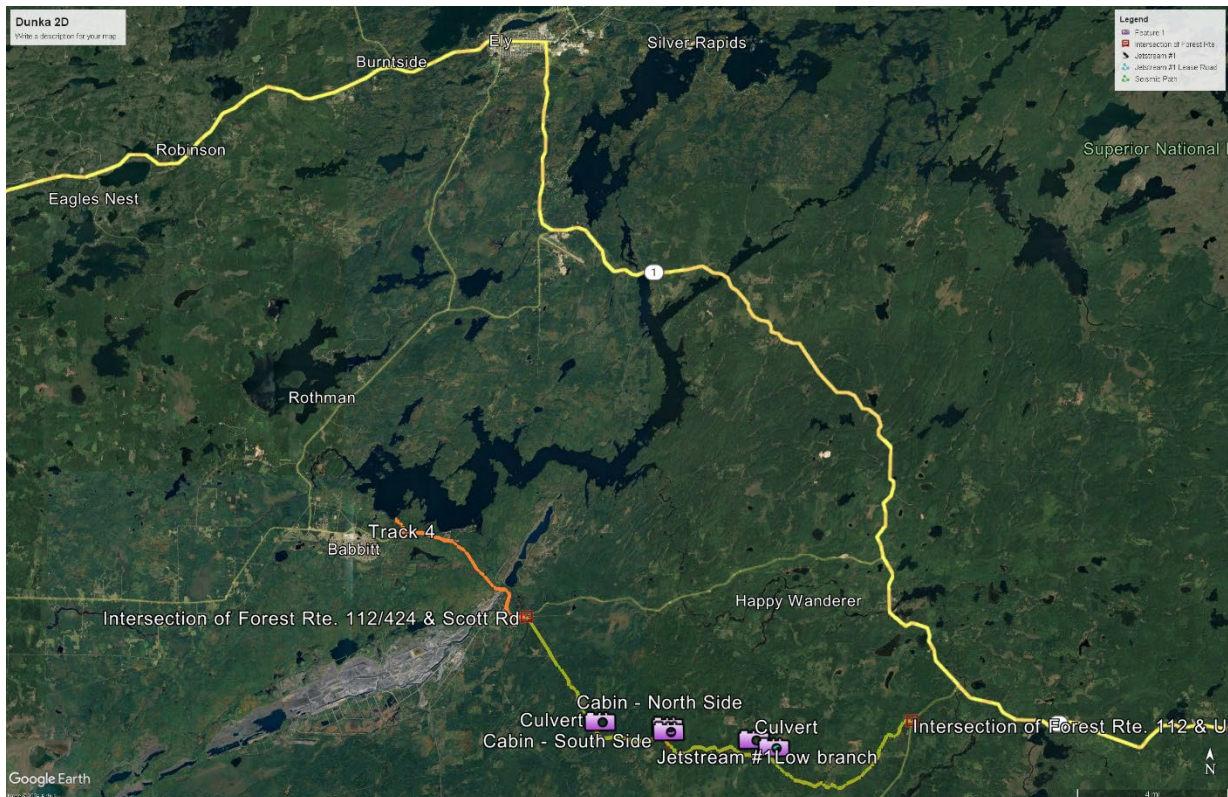 Dunka 2D
Write a description for your map
Legend
Feature 1
Intersection of Forest Rte.
Jetstream #1
Jetstream #1 Lease Road
Seismic Path
Ely
Silver Rapids
Burntside
Superior National
Robinson
Eagles Nest
1
Rothman
Track 4
Babbitt
Happy Wanderer
Intersection of Forest Rte. 112/424 & Scott Rd
Cabin - North Side
Culvert
Culvert
Intersection of Forest Rte. 112 & U
Cabin - South Side
Jetstream #1
Low branch
Google Earth
N
4 mi